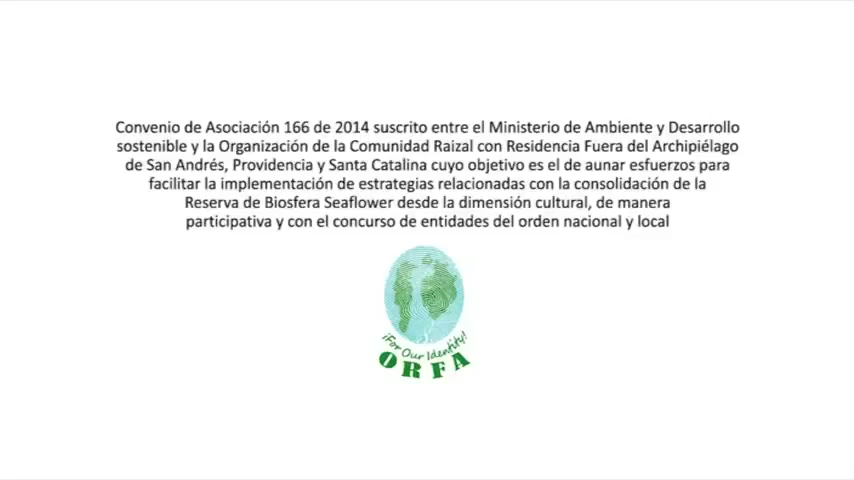 Convenio de Asociación 166 de 2014 suscrito entre el Ministerio de Ambiente y Desarrollo
sostenible y la Organización de la Comunidad Raizal con Residencia Fuera del Archipiélago
de San Andrés, Providencia y Santa Catalina cuyo objetivo es el de aunar esfuerzos para
facilitar la implementación de estrategias relacionadas con la consolidación de la
Reserva de Biosfera Seaflower desde la dimensión cultural, de manera
participativa y con el concurso de entidades del orden nacional y local
¡For Our Identity!
ORFA